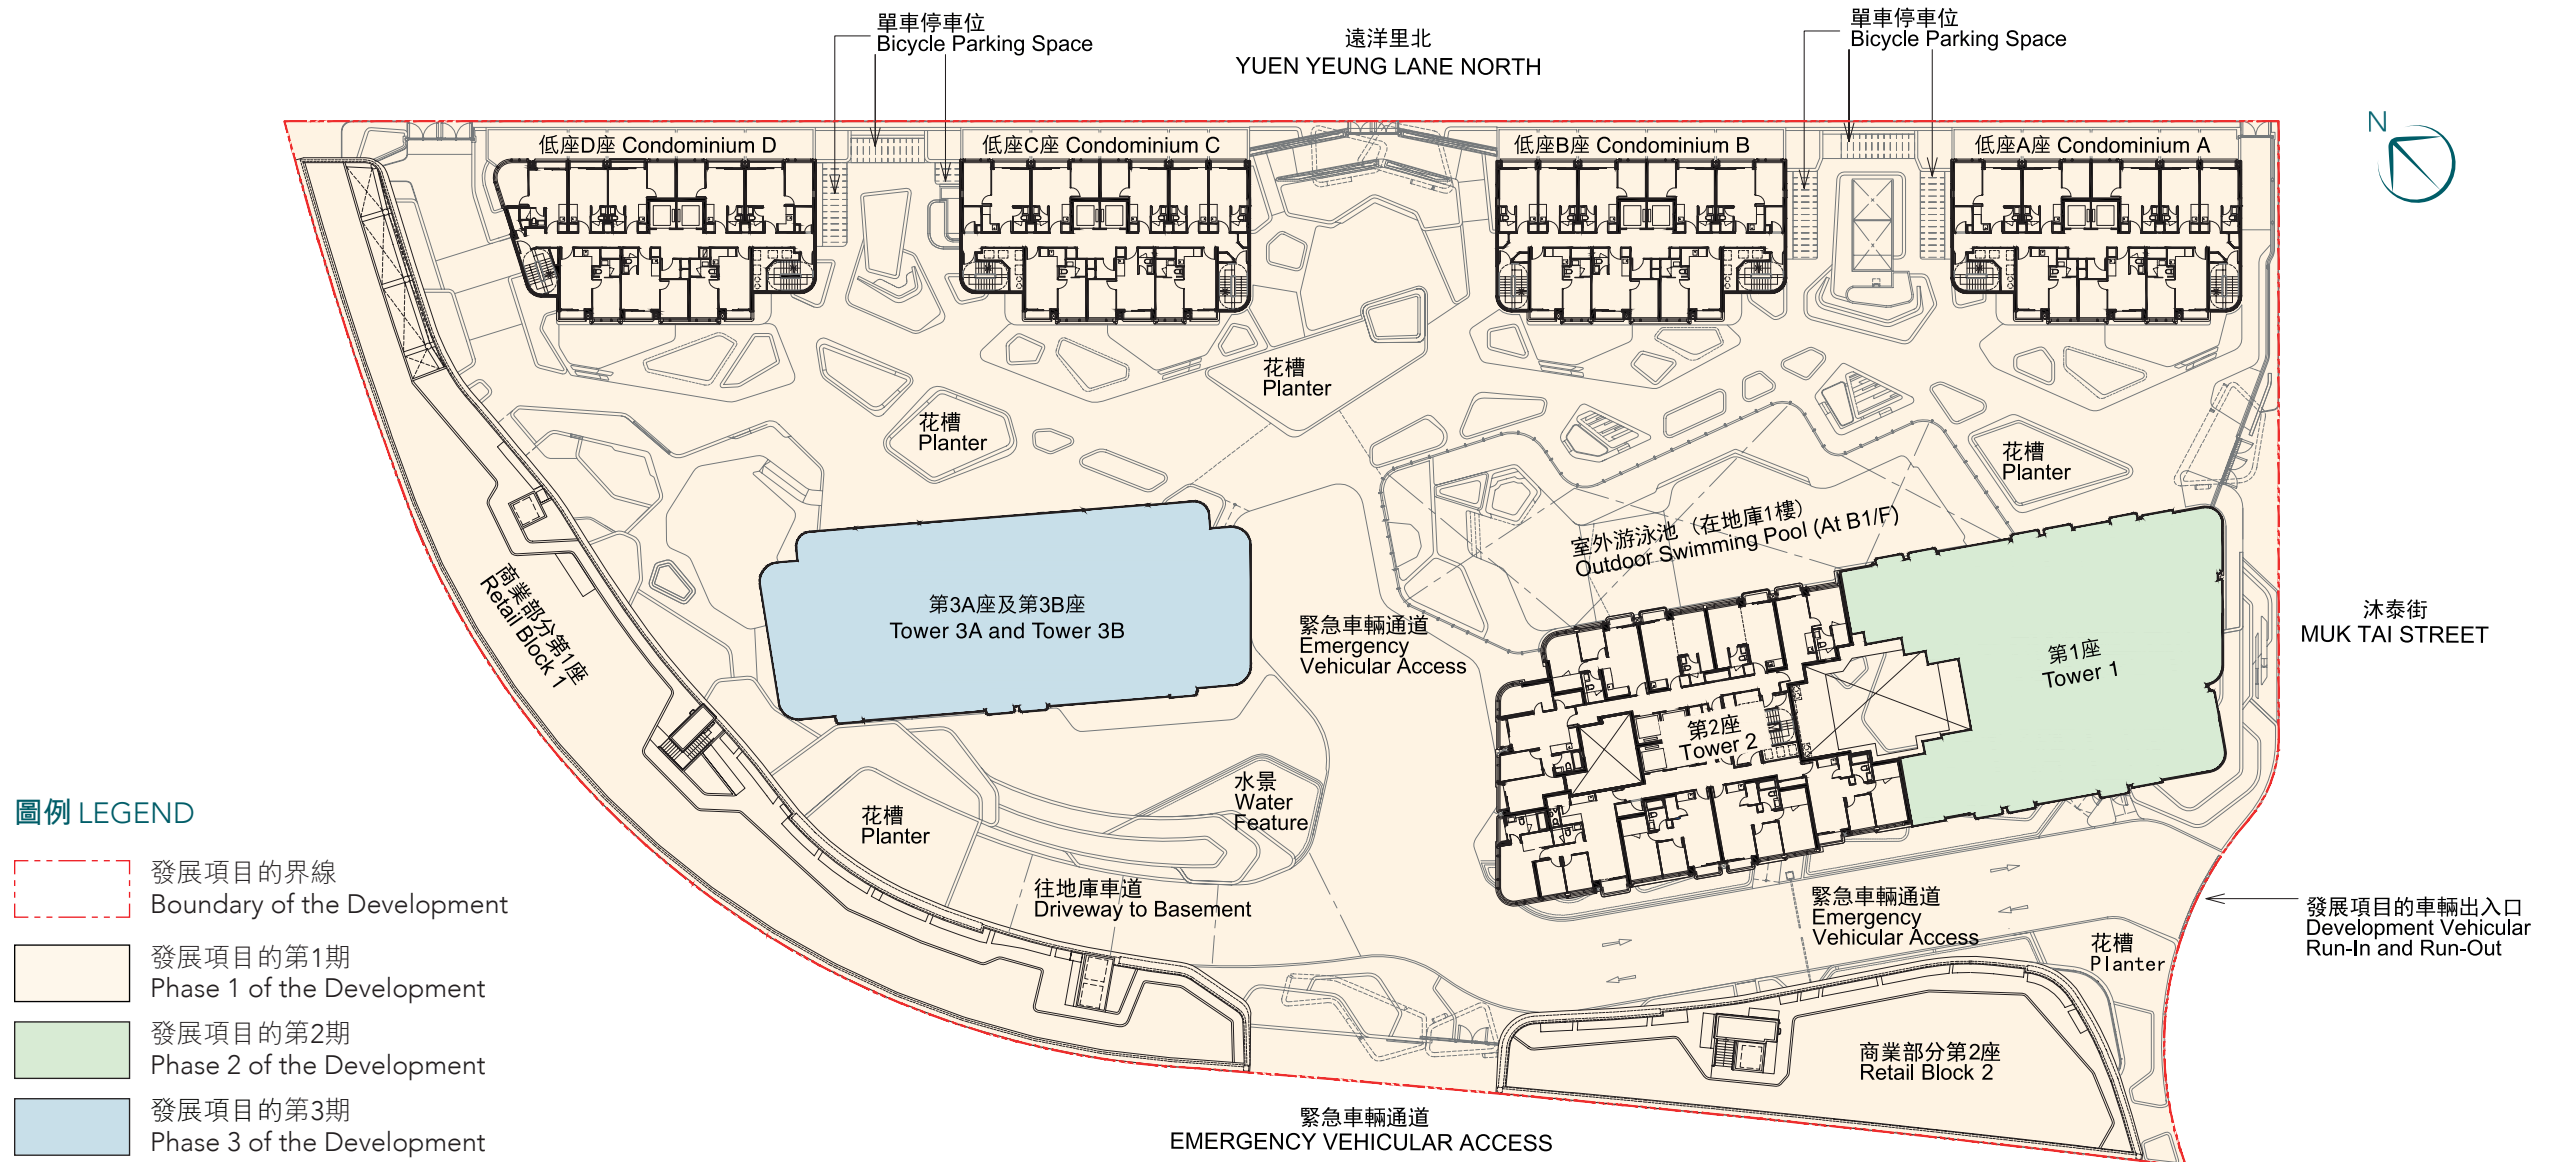 單車停車位
Bicycle Parking Space
遠洋里北
YUEN YEUNG LANE NORTH
單車停車位
Bicycle Parking Space
N
低座D座 Condominium D
低座C座 Condominium C
低座B座 Condominium B
低座A座 Condominium A
花槽
Planter
花槽
Planter
花槽
Planter
室外游泳池（在地庫1樓）
Outdoor Swimming Pool (At B1/F)
商業部分第1座
Retail Block 1
第3A座及第3B座
Tower 3A and Tower 3B
緊急車輛通道
Emergency
Vehicular Access
第1座
Tower 1
沐泰街
MUK TAI STREET
第2座
Tower 2
水景
Water
Feature
花槽
Planter
往地庫車道
Driveway to Basement
緊急車輛通道
Emergency
Vehicular Access
花槽
Planter
發展項目的車輛出入口
Development Vehicular
Run-In and Run-Out
商業部分第2座
Retail Block 2
緊急車輛通道
EMERGENCY VEHICULAR ACCESS
圖例 LEGEND
發展項目的界線
Boundary of the Development
發展項目的第1期
Phase 1 of the Development
發展項目的第2期
Phase 2 of the Development
發展項目的第3期
Phase 3 of the Development